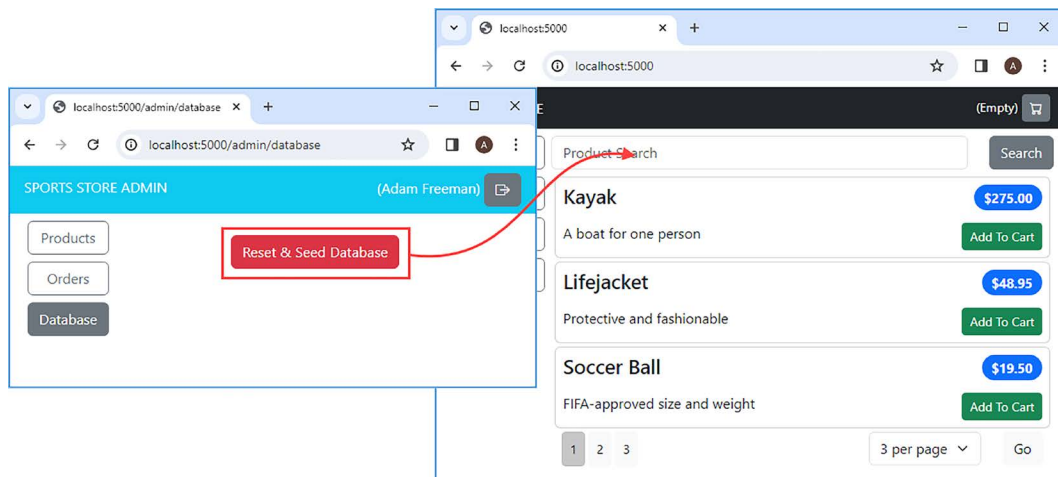 localhost:5000
localhost:5000
E
(Empty)
Product Search
Search
Kayak
$275.00
A boat for one person
Add To Cart
Lifejacket
$48.95
Protective and fashionable
Add To Cart
Soccer Ball
$19.50
FIFA-approved size and weight
Add To Cart
1 2 3
3 per page
Go
localhost:5000/admin/database
localhost:5000/admin/database
A
SPORTS STORE ADMIN
(Adam Freeman)
Products
Reset & Seed Database
Orders
Database
A